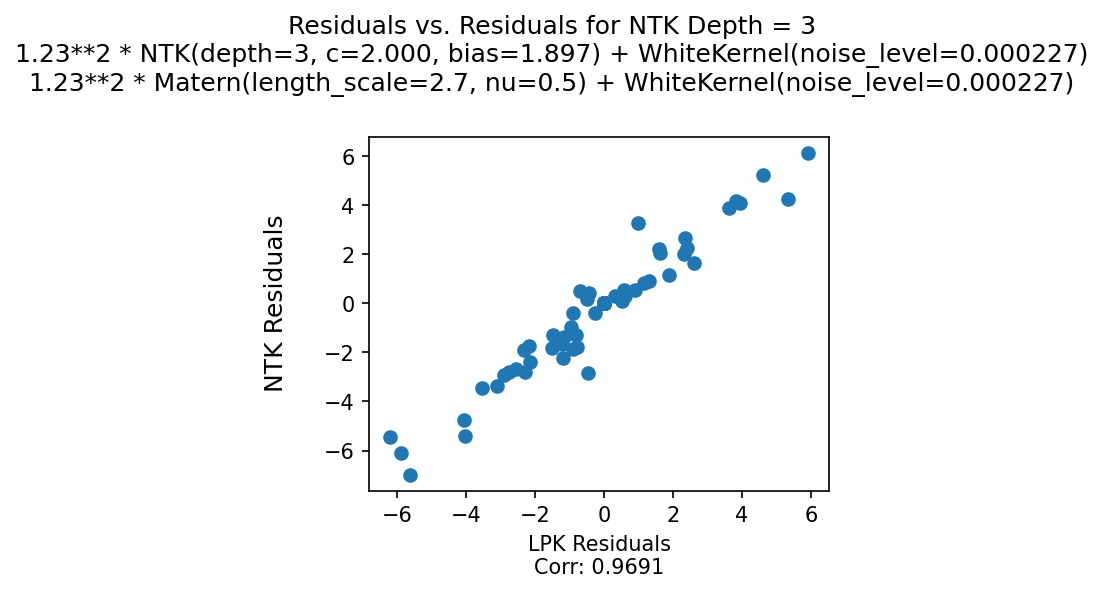 Residuals vs. Residuals for NTK Depth = 3
1.23**2 * NTK(depth=3, c=2.000, bias=1.897) + WhiteKernel(noise_level=0.000227)
1.23**2 * Matern(length_scale=2.7, nu=0.5) + WhiteKernel(noise_level=0.000227)
NTK Residuals
6
4
2
0
−2
−4
−6
−6 −4 −2 0 2 4 6
LPK Residuals
Corr: 0.9691